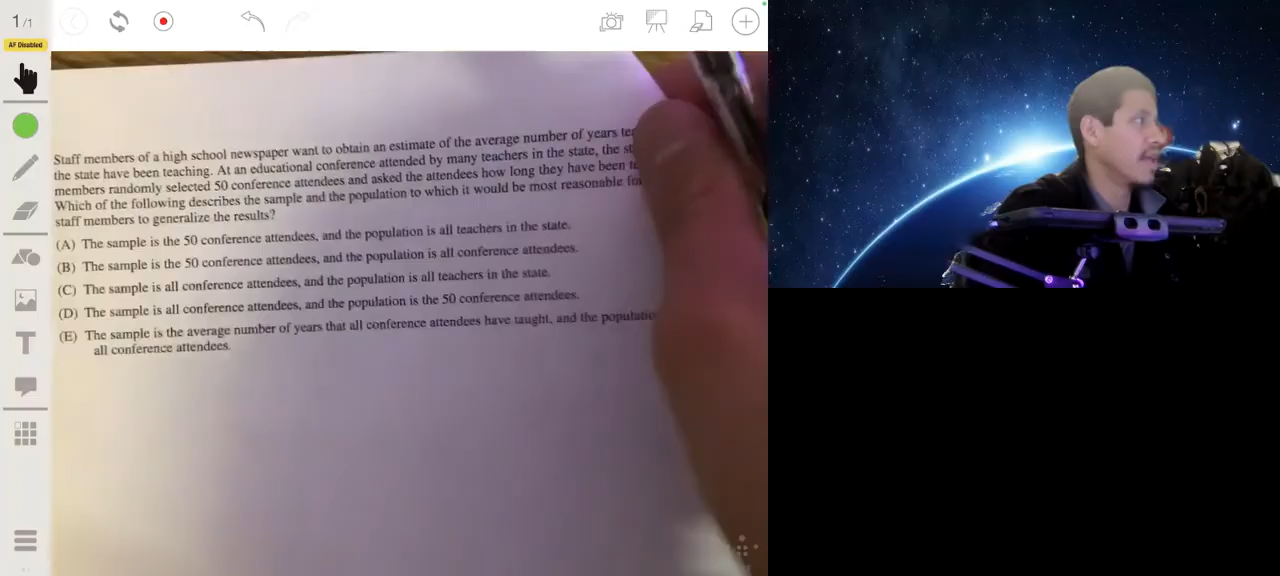 1/1
AF Disabled
Staff members of a high school newspaper want to obtain an estimate of the average number of years
the state have been teaching. At an educational conference attended by many teachers in the state, the
members randomly selected 50 conference attendees and asked the attendees how long they have been
Which of the following describes the sample and the population to which it would be most reasonable
staff members to generalize the results?
(A) The sample is the 50 conference attendees, and the population is all teachers in the state.
(B) The sample is the 50 conference attendees, and the population is all conference attendees.
(C) The sample is all conference attendees, and the population is all teachers in the state.
(D) The sample is all conference attendees, and the population is the 50 conference attendees.
(E) The sample is the average number of years that all conference attendees have taught, and the
all conference attendees.
T